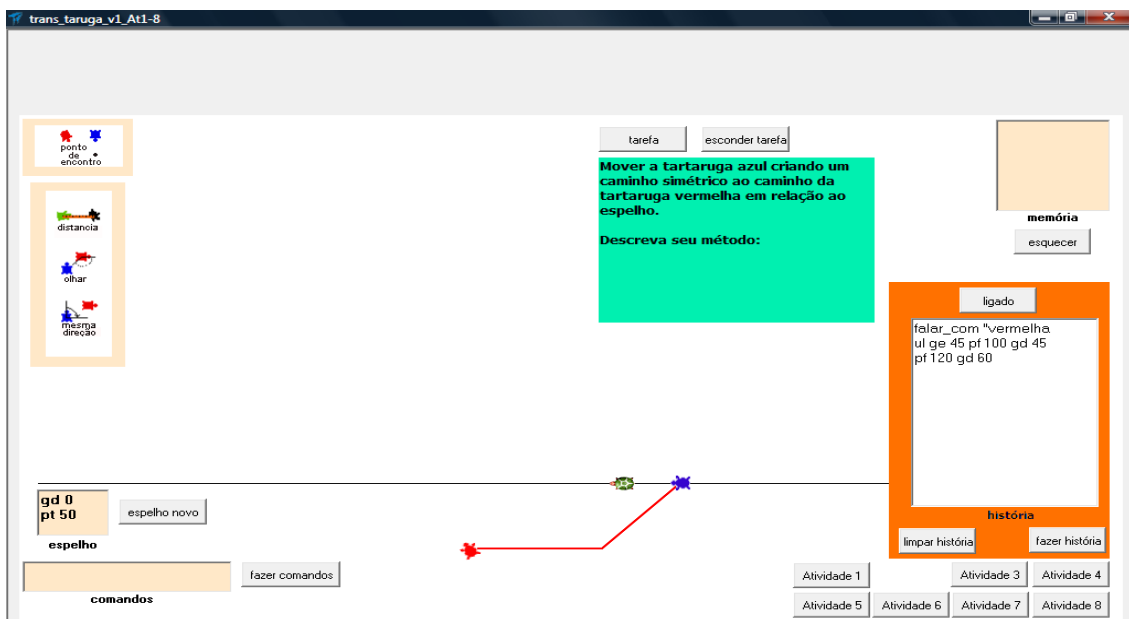 trans_taruga_v1_At1-8
ponto
de
encontro
distancia
olhar
mesma
direção
tarefa
esconder tarefa
Mover a tartaruga azul criando um
caminho simétrico ao caminho da
tartaruga vermelha em relação ao
espelho.
Descreva seu método:
memória
esquecer
ligado
falar_com "vermelha
ul ge 45 pf 100 gd 45
pf 120 gd 60
história
limpar história
fazer história
gd 0
pt 50
espelho novo
espelho
fazer comandos
comandos
Atividade 1
Atividade 3
Atividade 4
Atividade 5
Atividade 6
Atividade 7
Atividade 8